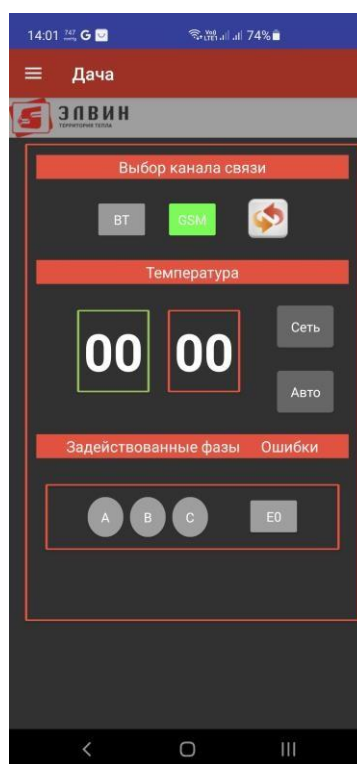 14:01 G 74%
Дача
ЭЛВИН
ТЕРРИТОРИЯ ТЕПЛА
Выбор канала связи
BT GSM
Температура
00 00 Сеть
Авто
Задействованные фазы Ошибки
A B C E0